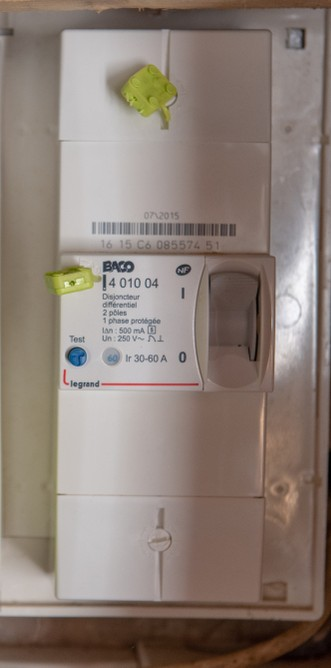 07\2015
16 15 C6 085574 51
BACO
NF
4 010 04
I
Disjoncteur
différentiel
2 pôles
1 phase protégée
IΔn : 500 mA S
Un : 250 V~
Test
60
Ir 30-60 A
0
legrand